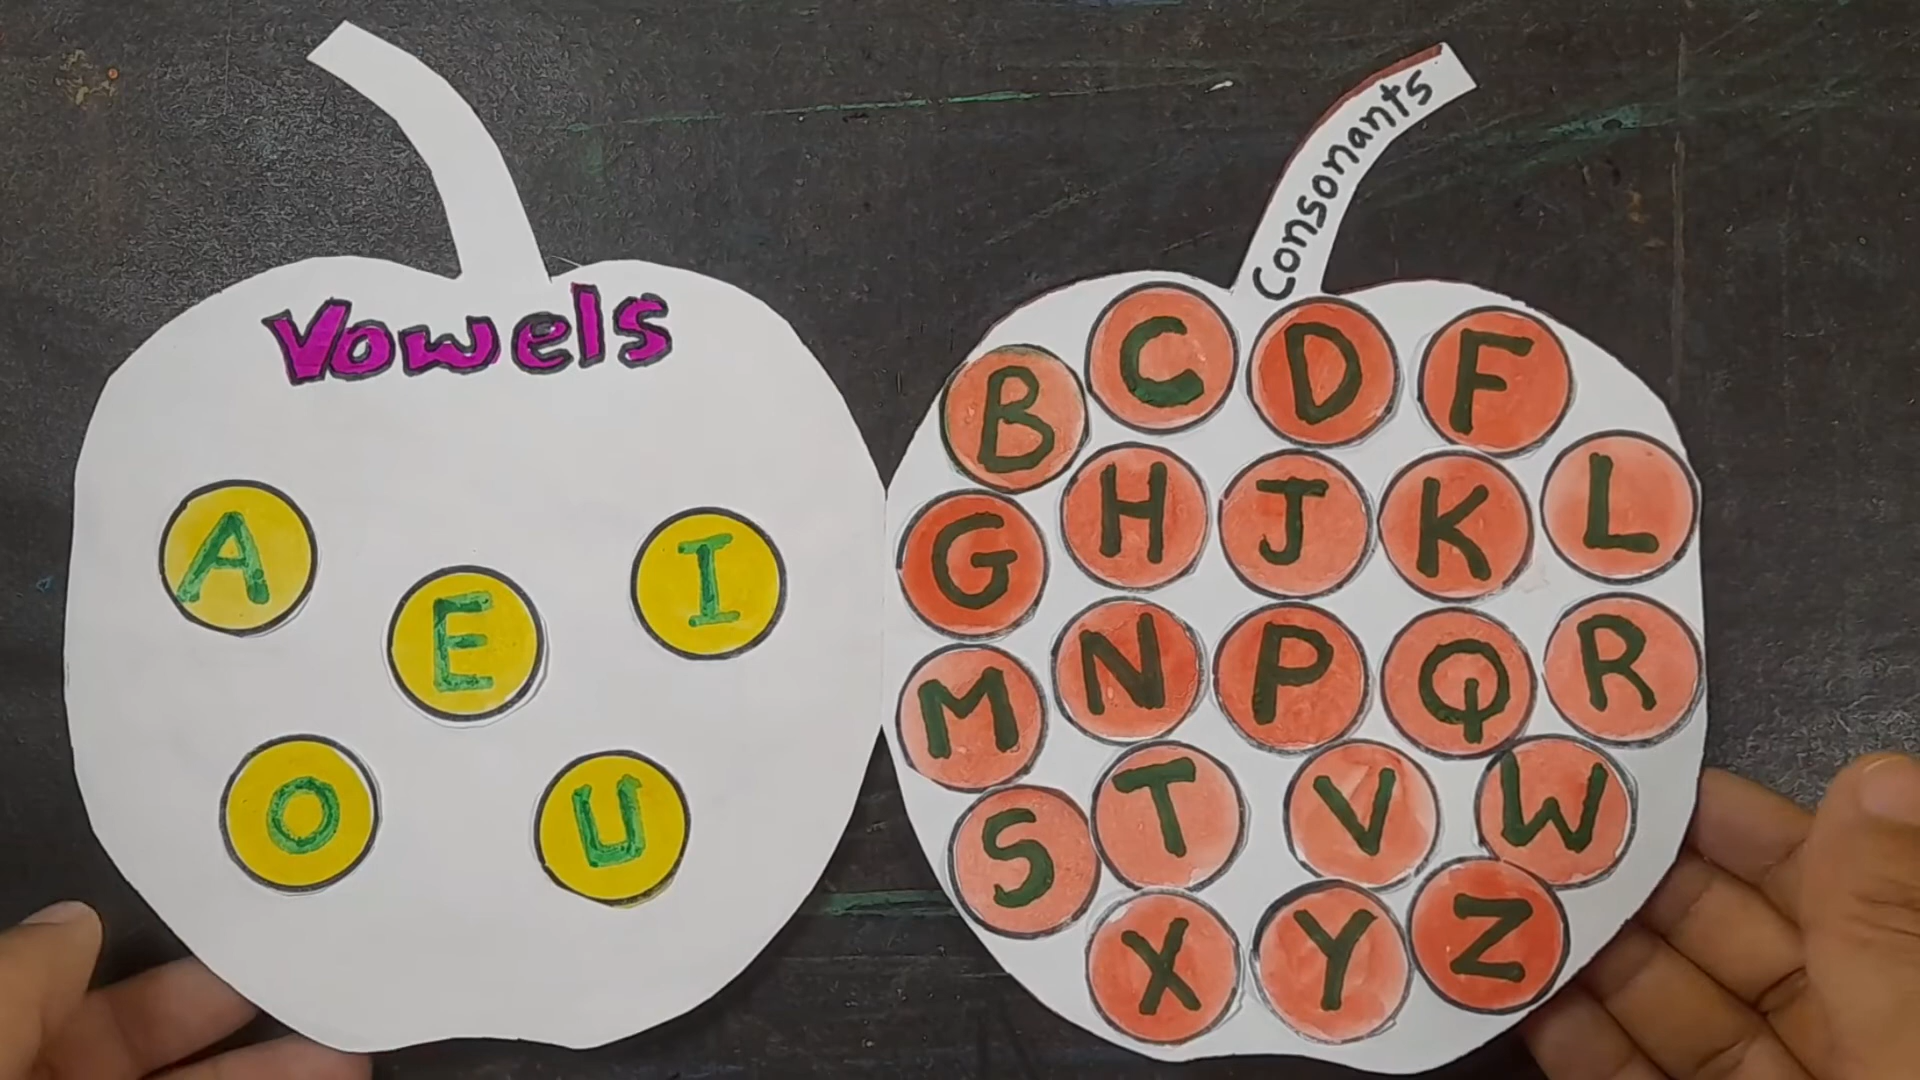 Vowels
A
E
I
O
U
Consonants
B C D F
G H J K L
M N P Q R
S T V W
X Y Z